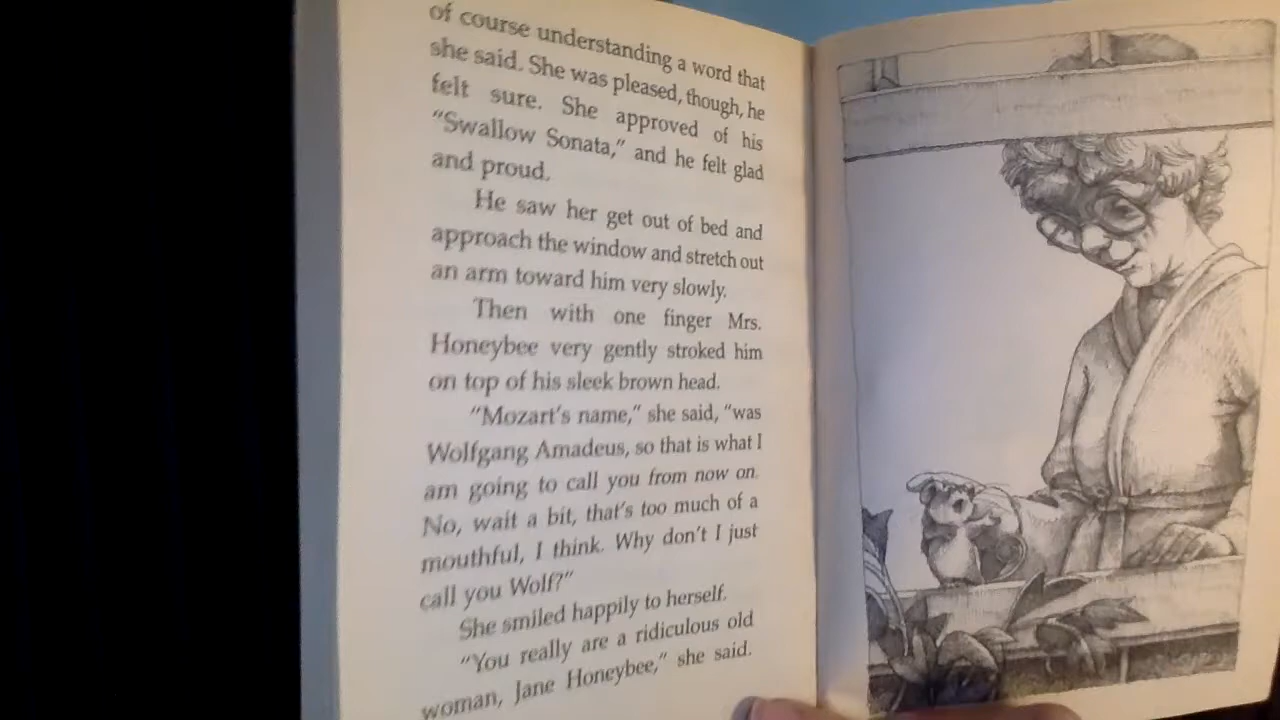 of course understanding a word that
she said. She was pleased, though, he
felt sure. She approved of his
"Swallow Sonata," and he felt glad
and proud.
He saw her get out of bed and
approach the window and stretch out
an arm toward him very slowly.
Then with one finger Mrs.
Honeybee very gently stroked him
on top of his sleek brown head.
"Mozart's name," she said, "was
Wolfgang Amadeus, so that is what I
am going to call you from now on.
No, wait a bit, that's too much of a
mouthful, I think. Why don't I just
call you Wolf?"
She smiled happily to herself.
"You really are a ridiculous old
woman, Jane Honeybee," she said.